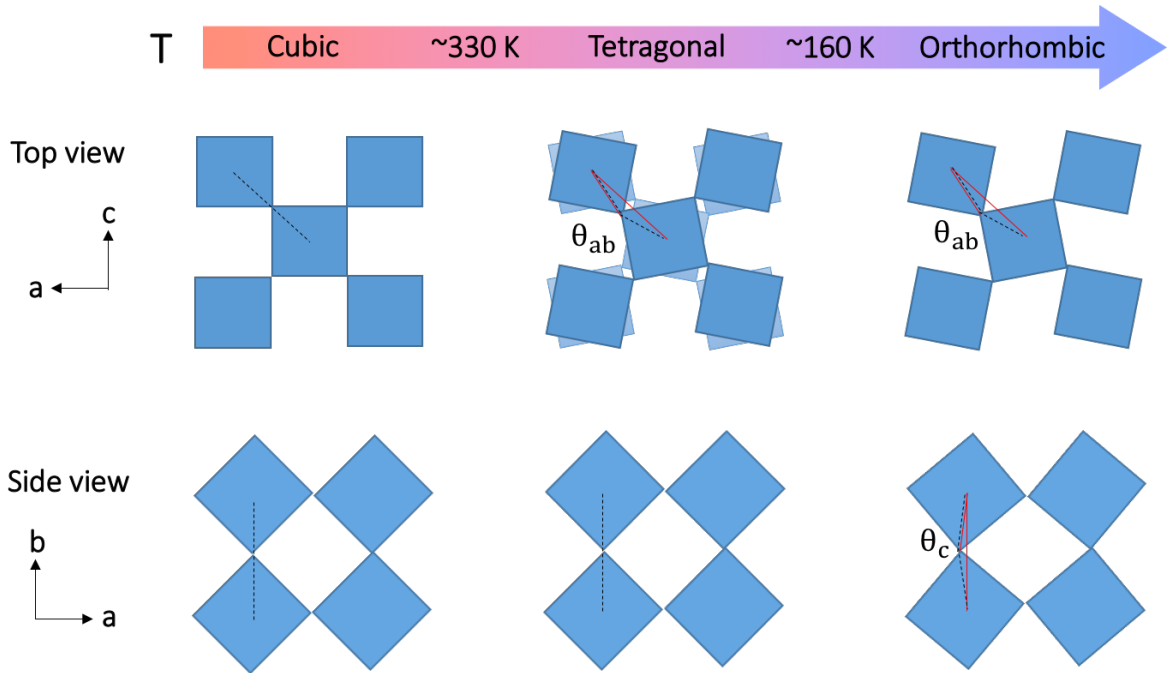 T Cubic ~330 K Tetragonal ~160 K Orthorhombic
Top view
c
a
θab
θab
Side view
b
a
θc